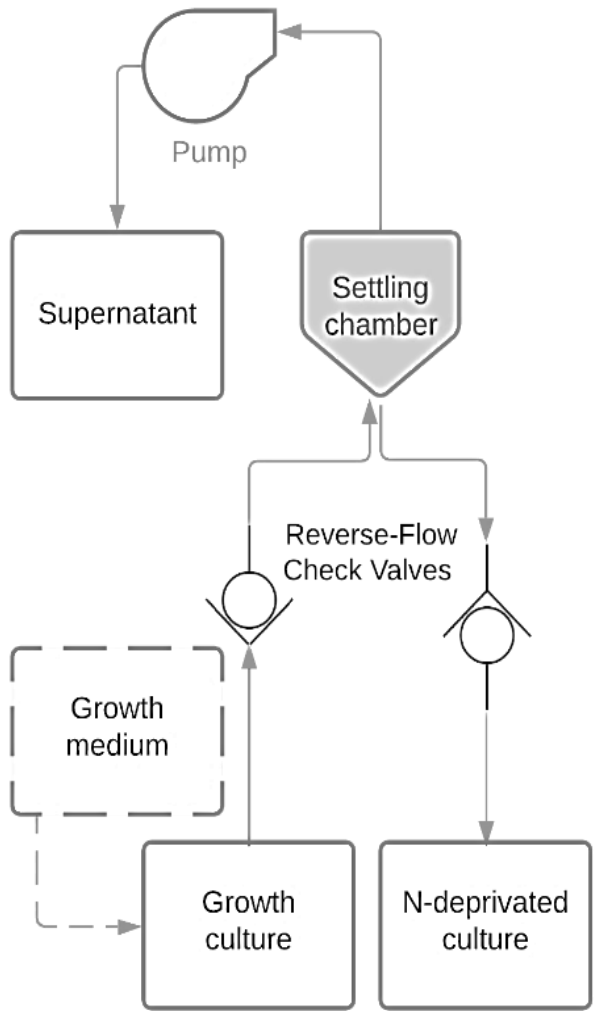 Pump
Supernatant
Settling
chamber
Reverse-Flow
Check Valves
Growth
medium
Growth
culture
N-deprivated
culture